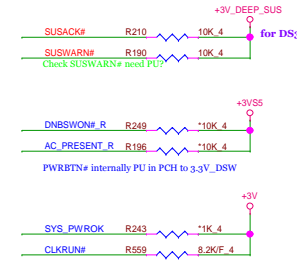 +3V_DEEP_SUS
SUSACK# R210 10K_4 for DS3
SUSWARN# R190 10K_4
Check SUSWARN# need PU?
+3VS5
DNBSWON#_R R249 *10K_4
AC_PRESENT_R R196 *10K_4
PWRBTN# internally PU in PCH to 3.3V_DSW
+3V
SYS_PWROK R243 *1K_4
CLKRUN# R559 8.2K/F_4